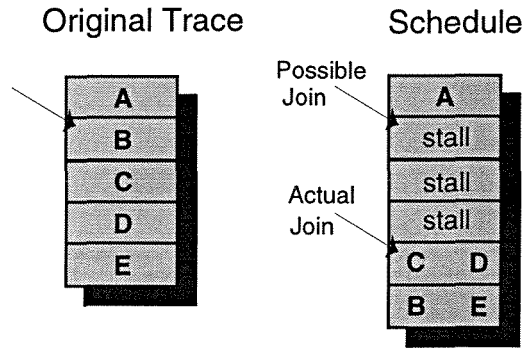 Original Trace
A
B
C
D
E
Schedule
Possible
Join
Actual
Join
A
stall
stall
stall
C D
B E